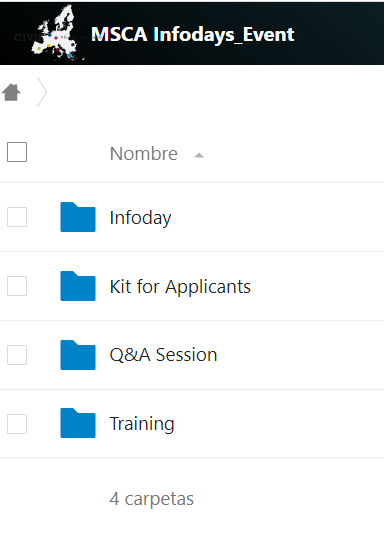 MSCA Infodays_Event
Nombre
Infoday
Kit for Applicants
Q&A Session
Training
4 carpetas